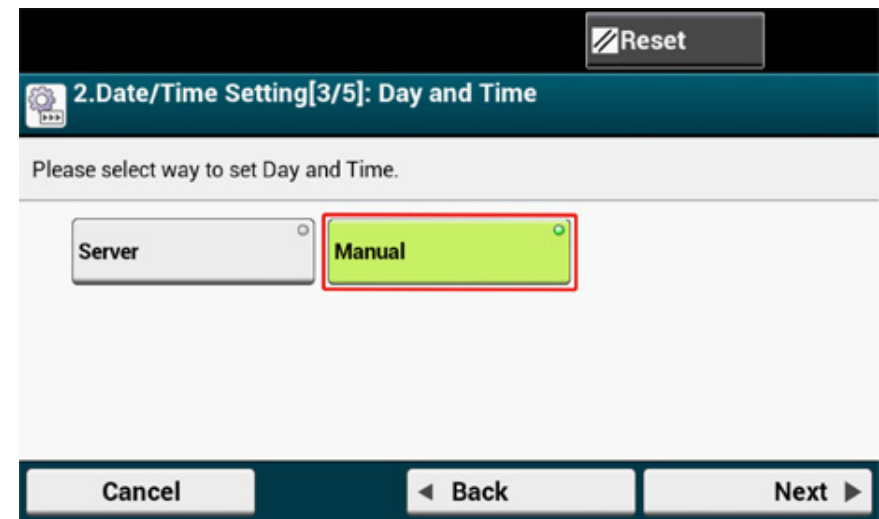 Reset
2.Date/Time Setting[3/5]: Day and Time
Please select way to set Day and Time.
Server
Manual
Cancel
Back
Next